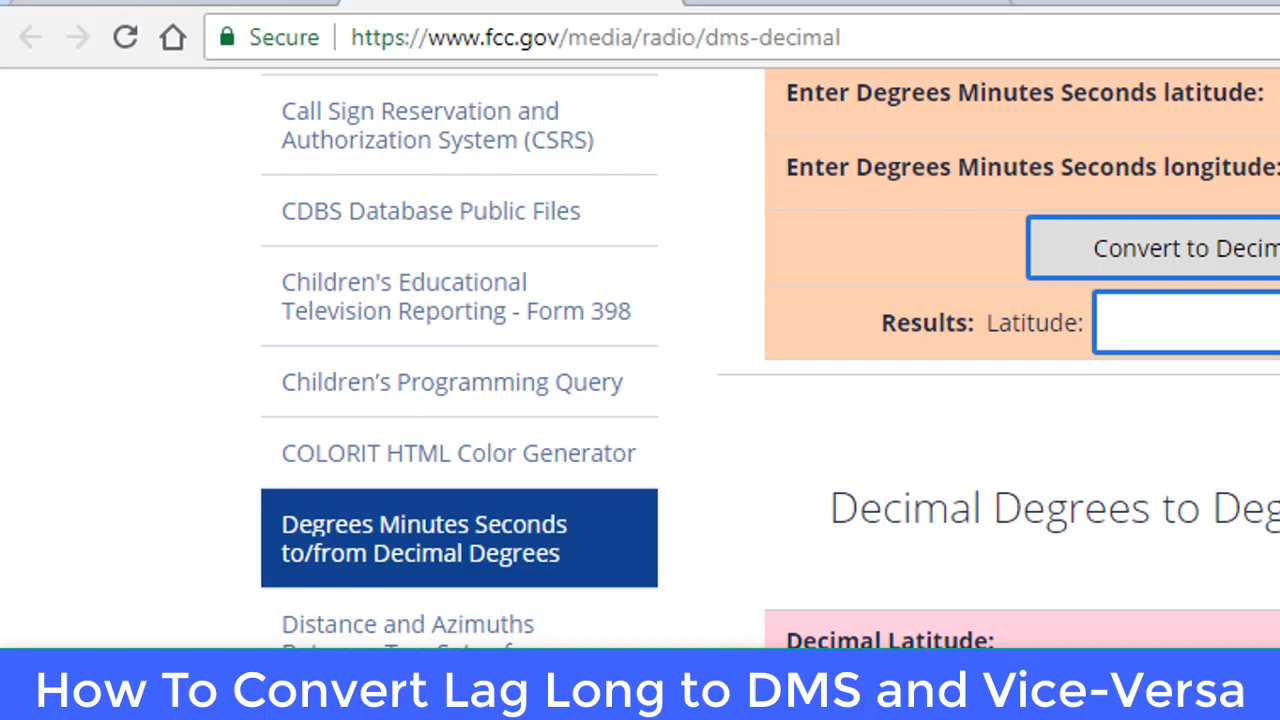 Secure https://www.fcc.gov/media/radio/dms-decimal
Call Sign Reservation and
Authorization System (CSRS)
CDBS Database Public Files
Children's Educational
Television Reporting - Form 398
Children’s Programming Query
COLORIT HTML Color Generator
Degrees Minutes Seconds
to/from Decimal Degrees
Distance and Azimuths
Enter Degrees Minutes Seconds latitude:
Enter Degrees Minutes Seconds longitude:
Convert to Decim
Results: Latitude:
Decimal Degrees to Deg
Decimal Latitude:
How To Convert Lag Long to DMS and Vice-Versa